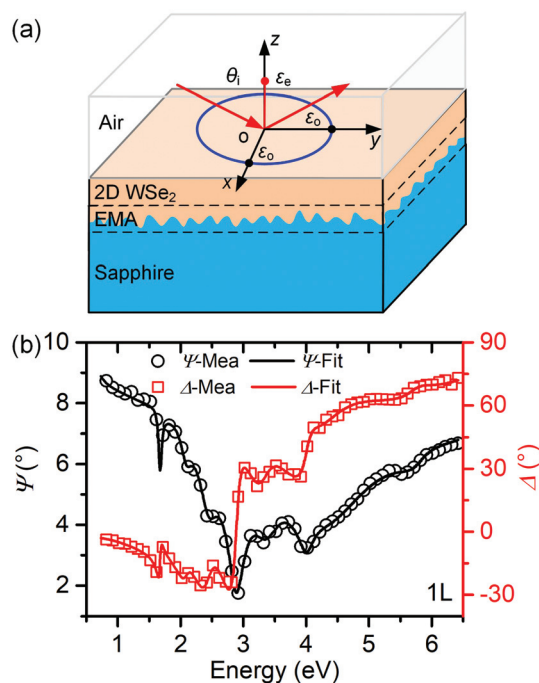 (a)
z
θi
εe
Air
o
εo
εo
y
x
2D WSe2
EMA
Sapphire
(b)
10
8
6
4
2
Ψ(°)
Ψ-Mea Ψ-Fit
Δ-Mea Δ-Fit
1L
90
60
30
0
-30
Δ (°)
1 2 3 4 5 6
Energy (eV)